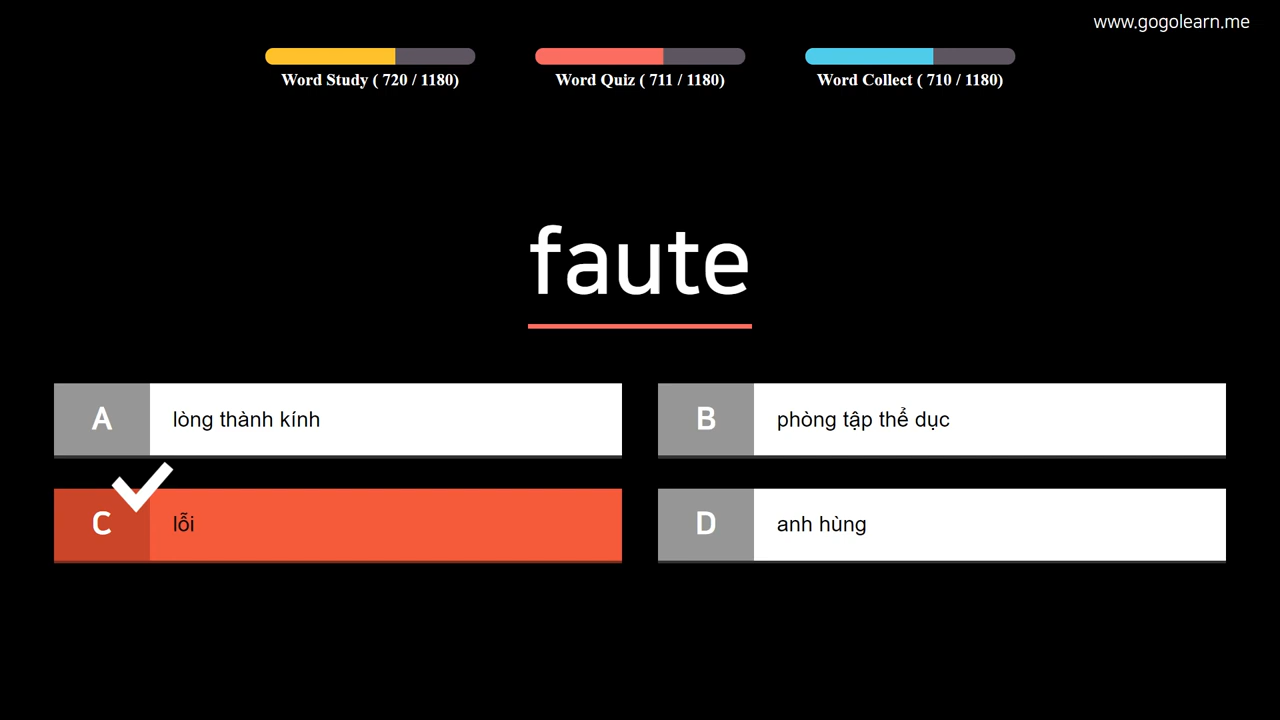 www.gogolearn.me
Word Study ( 720 / 1180)
Word Quiz ( 711 / 1180)
Word Collect ( 710 / 1180)
faute
A
lòng thành kính
B
phòng tập thể dục
C
lỗi
D
anh hùng